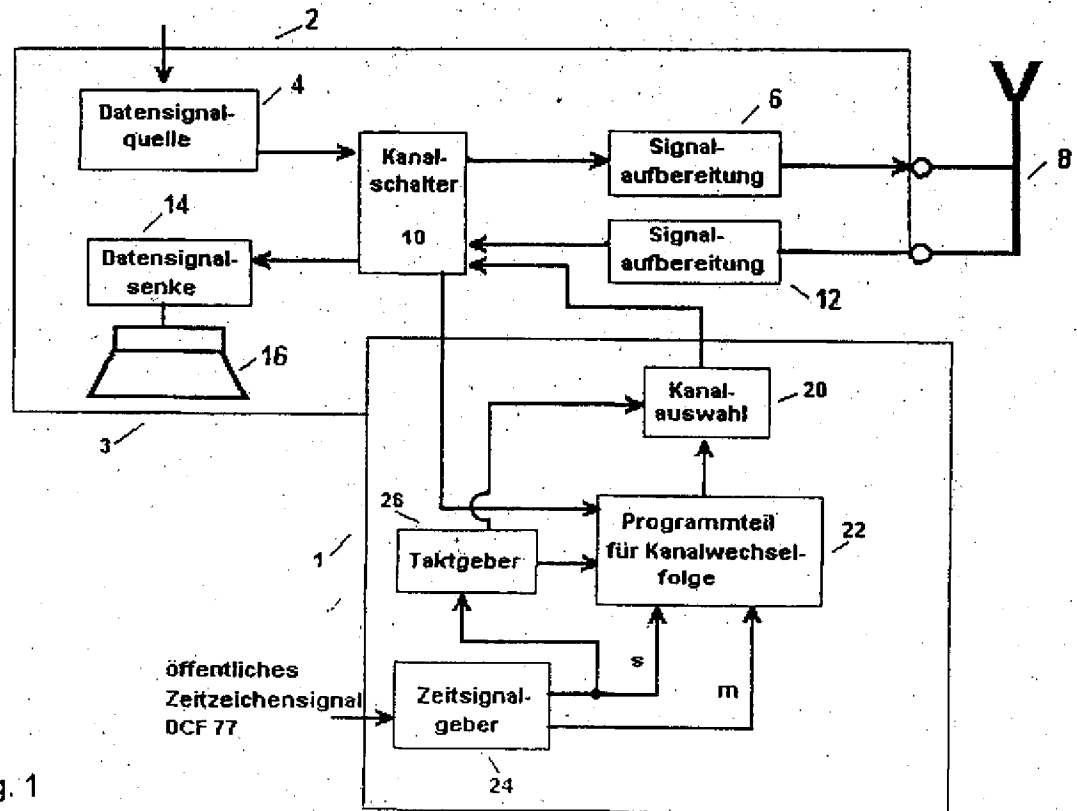 2
4
Datensignal-
quelle
Kanal-
schalter
10
6
Signal-
aufbereitung
8
14
Datensignal-
senke
Signal-
aufbereitung
12
16
3
Kanal-
auswahl
20
26
Taktgeber
1
Programmteil
für Kanalwechsel-
folge
22
s
m
öffentliches
Zeitzeichensignal
DCF 77
Zeitsignal-
geber
24
g. 1